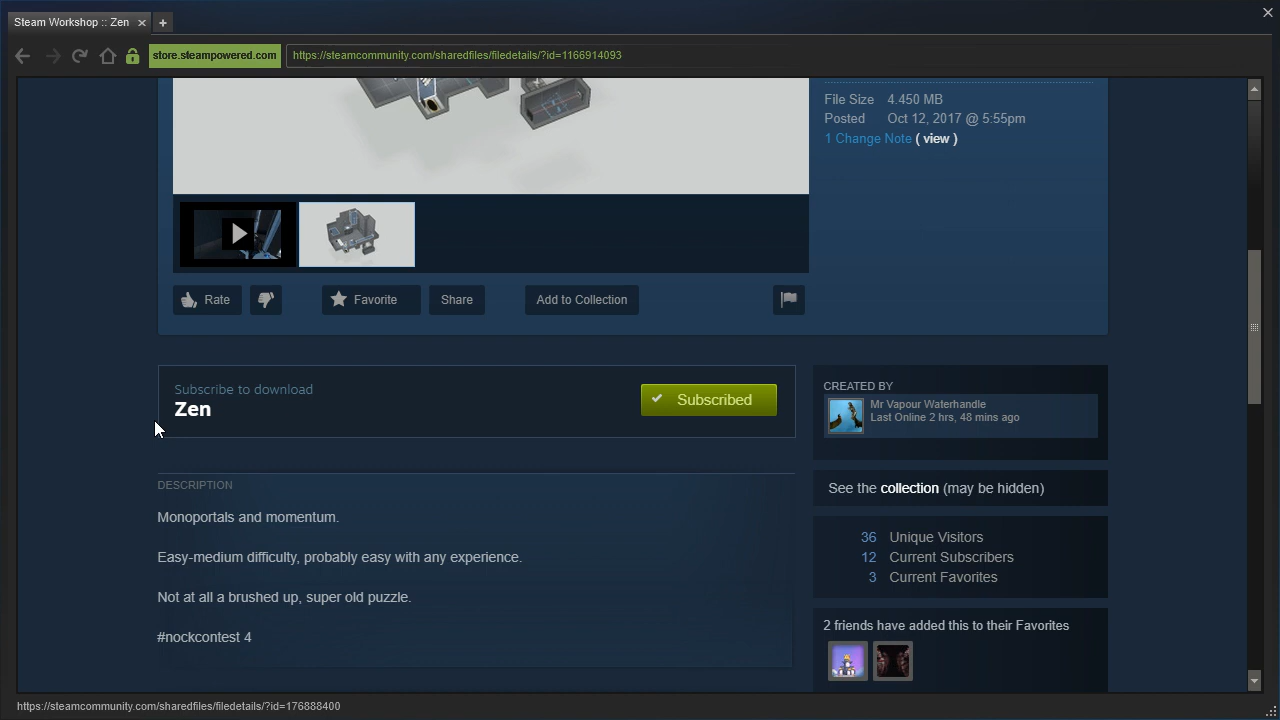 Steam Workshop :: Zen
store.steampowered.com https://steamcommunity.com/sharedfiles/filedetails/?id=1166914093
File Size 4.450 MB
Posted Oct 12, 2017 @ 5:55pm
1 Change Note ( view )
Rate
Favorite
Share
Add to Collection
Subscribe to download
Zen
Subscribed
CREATED BY
Mr Vapour Waterhandle
Last Online 2 hrs, 48 mins ago
DESCRIPTION
Monoportals and momentum.
Easy-medium difficulty, probably easy with any experience.
Not at all a brushed up, super old puzzle.
#nockcontest 4
See the collection (may be hidden)
36 Unique Visitors
12 Current Subscribers
3 Current Favorites
2 friends have added this to their Favorites
https://steamcommunity.com/sharedfiles/filedetails/?id=176888400